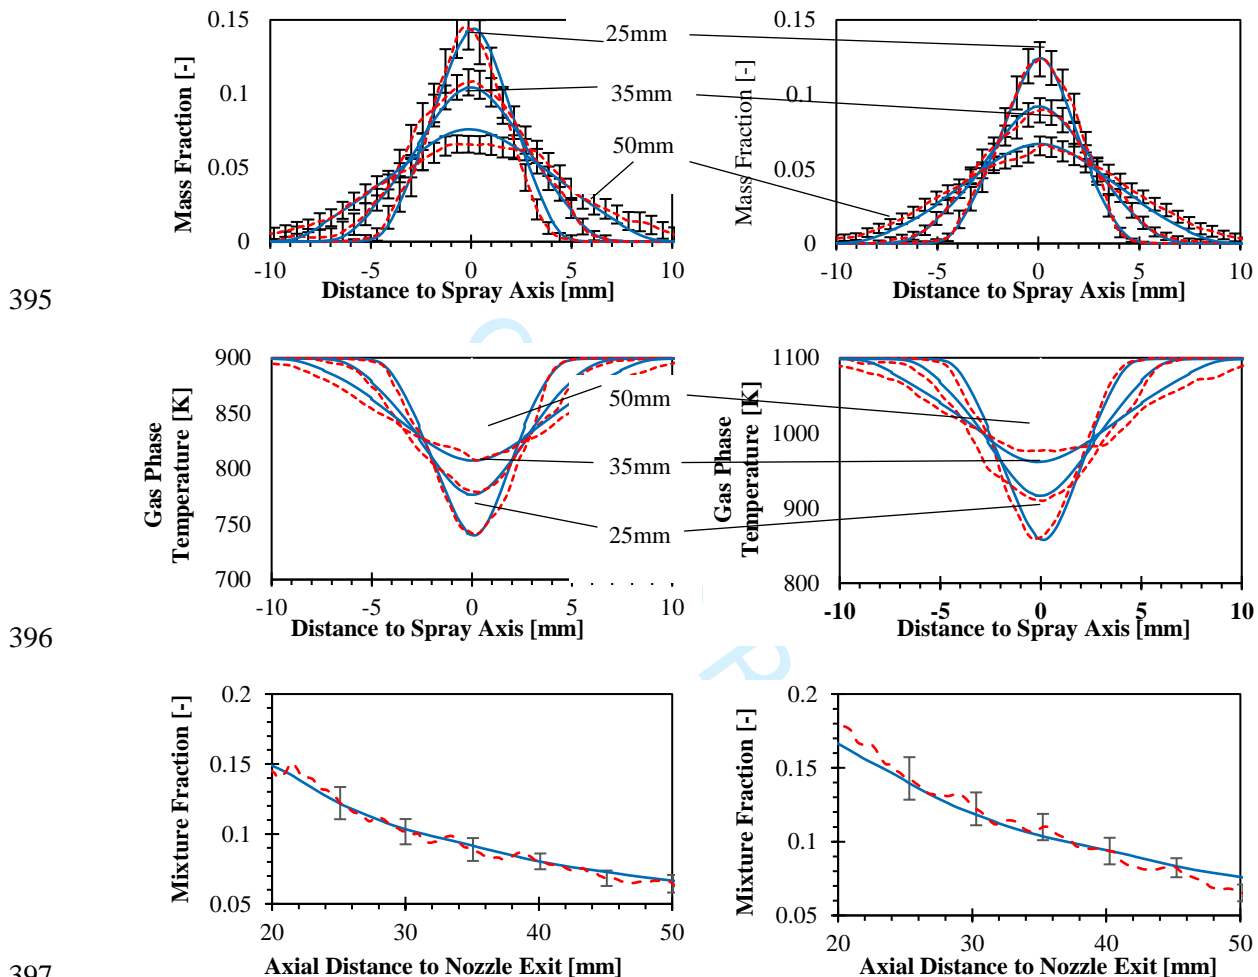 0.15
0.1
0.05
0
Mass Fraction [-]
-10 -5 0 5 10
Distance to Spray Axis [mm]
25mm
35mm
50mm
0.15
0.1
0.05
0
Mass Fraction [-]
-10 -5 0 5 10
Distance to Spray Axis [mm]
395
900
850
800
750
700
Gas Phase
Temperature [K]
-10 -5 0 5 10
Distance to Spray Axis [mm]
50mm
35mm
25mm
1100
1000
900
800
Gas Phase
Temperature [K]
-10 -5 0 5 10
Distance to Spray Axis [mm]
396
0.2
0.15
0.1
0.05
Mixture Fraction [-]
20 30 40 50
Axial Distance to Nozzle Exit [mm]
0.2
0.15
0.1
0.05
Mixture Fraction [-]
20 30 40 50
Axial Distance to Nozzle Exit [mm]
397